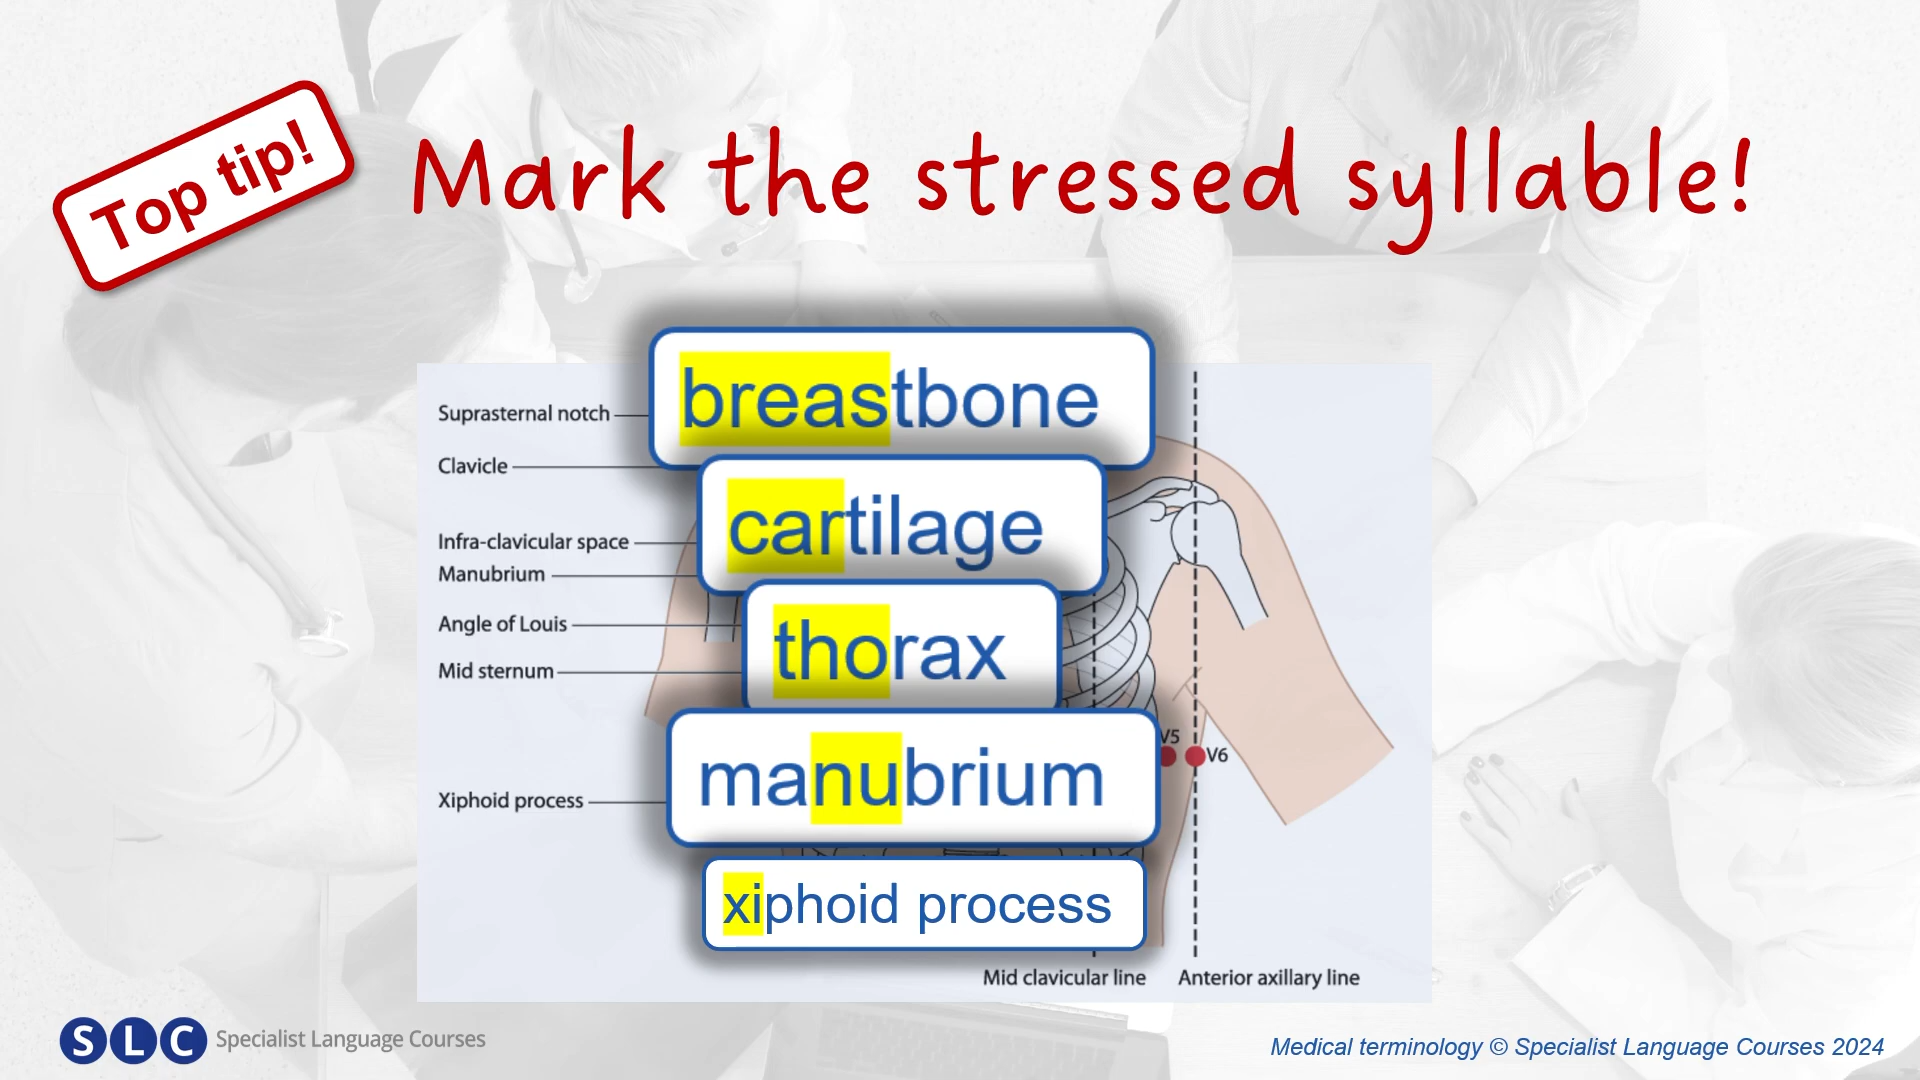 Top tip!
Mark the stressed syllable!
breastbone
cartilage
thorax
manubrium
xiphoid process
Suprasternal notch
Clavicle
Infra-clavicular space
Manubrium
Angle of Louis
Mid sternum
Xiphoid process
V5
V6
Mid clavicular line
Anterior axillary line
SLC Specialist Language Courses
Medical terminology © Specialist Language Courses 2024